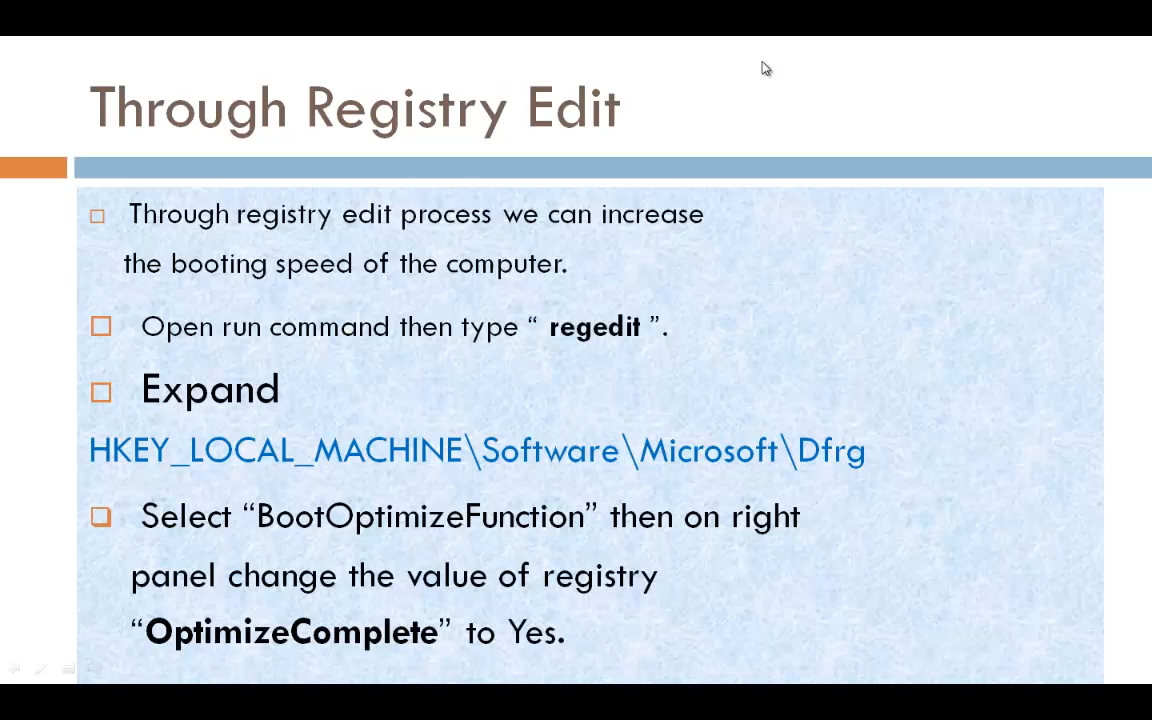 Through Registry Edit
Through registry edit process we can increase
the booting speed of the computer.
Open run command then type “ regedit ”.
Expand
HKEY_LOCAL_MACHINE\Software\Microsoft\Dfrg
Select “BootOptimizeFunction” then on right
panel change the value of registry
“OptimizeComplete” to Yes.